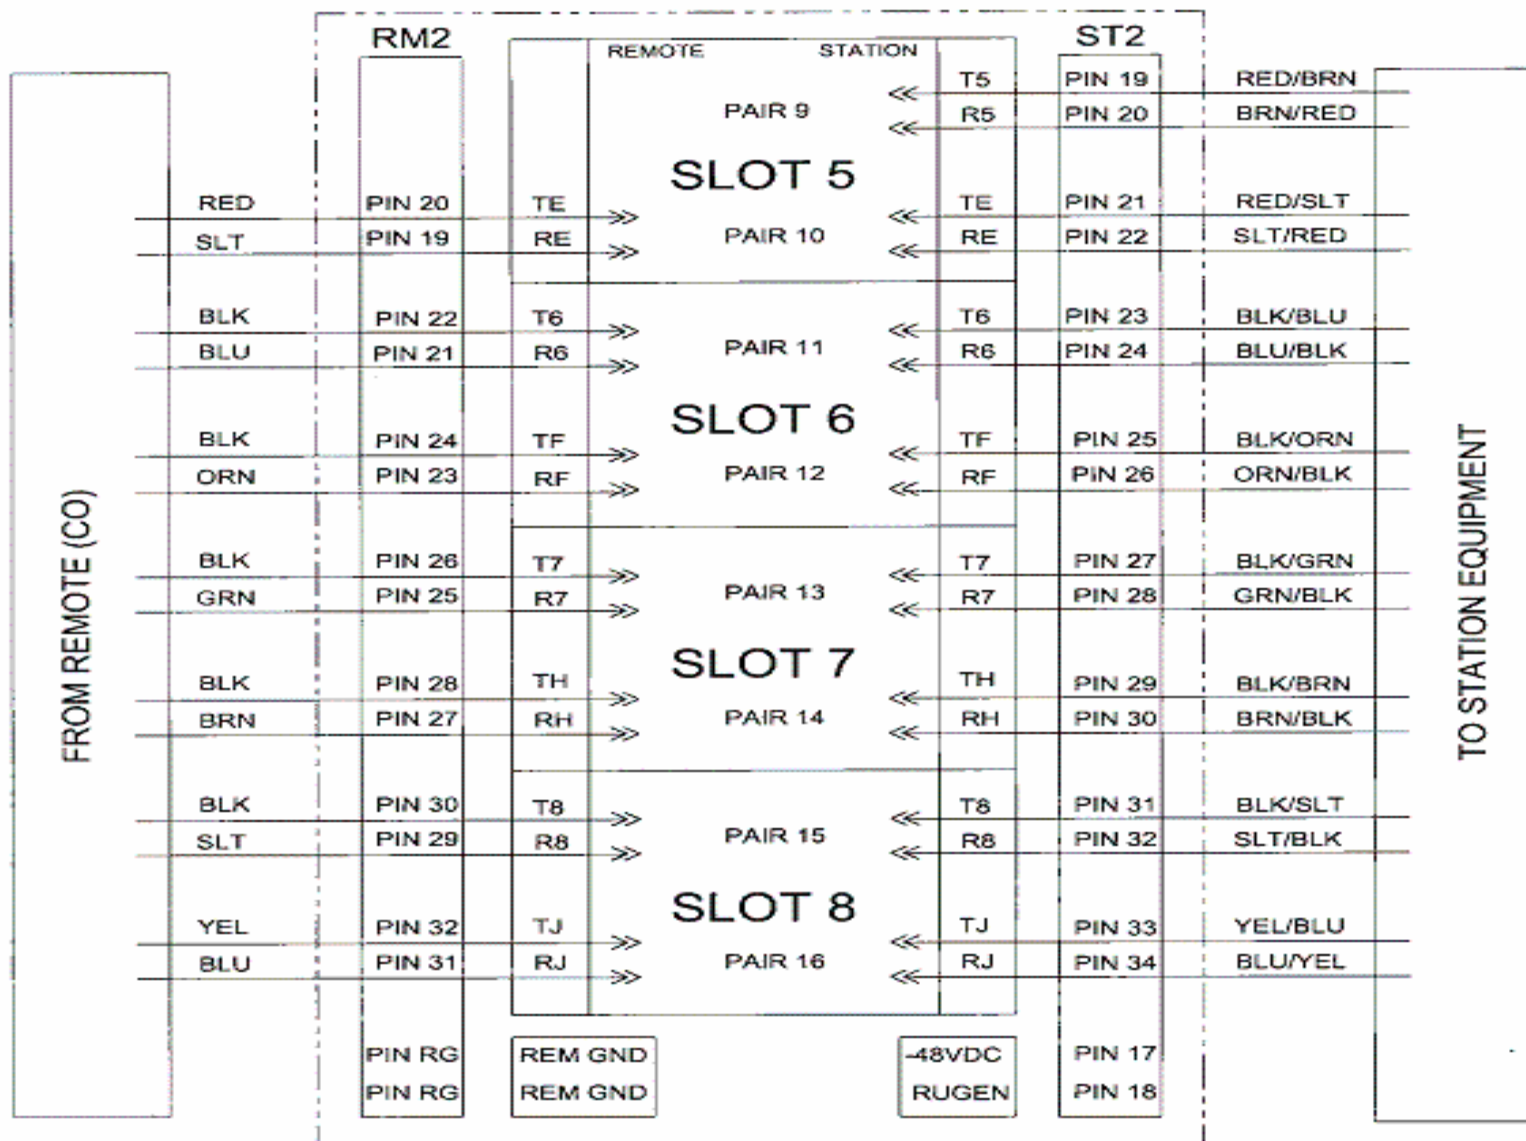 RM2
ST2
REMOTE STATION
T5 PIN 19 RED/BRN
PAIR 9
R5 PIN 20 BRN/RED
SLOT 5
RED PIN 20 TE TE PIN 21 RED/SLT
SLT PIN 19 RE PAIR 10 RE PIN 22 SLT/RED
BLK PIN 22 T6 T6 PIN 23 BLK/BLU
BLU PIN 21 R6 PAIR 11 R6 PIN 24 BLU/BLK
SLOT 6
BLK PIN 24 TF TF PIN 25 BLK/ORN
ORN PIN 23 RF PAIR 12 RF PIN 26 ORN/BLK
BLK PIN 26 T7 T7 PIN 27 BLK/GRN
GRN PIN 25 R7 PAIR 13 R7 PIN 28 GRN/BLK
SLOT 7
BLK PIN 28 TH TH PIN 29 BLK/BRN
BRN PIN 27 RH PAIR 14 RH PIN 30 BRN/BLK
BLK PIN 30 T8 T8 PIN 31 BLK/SLT
SLT PIN 29 R8 PAIR 15 R8 PIN 32 SLT/BLK
SLOT 8
YEL PIN 32 TJ TJ PIN 33 YEL/BLU
BLU PIN 31 RJ PAIR 16 RJ PIN 34 BLU/YEL
PIN RG REM GND -48VDC PIN 17
PIN RG REM GND RUGEN PIN 18
FROM REMOTE (CO)
TO STATION EQUIPMENT